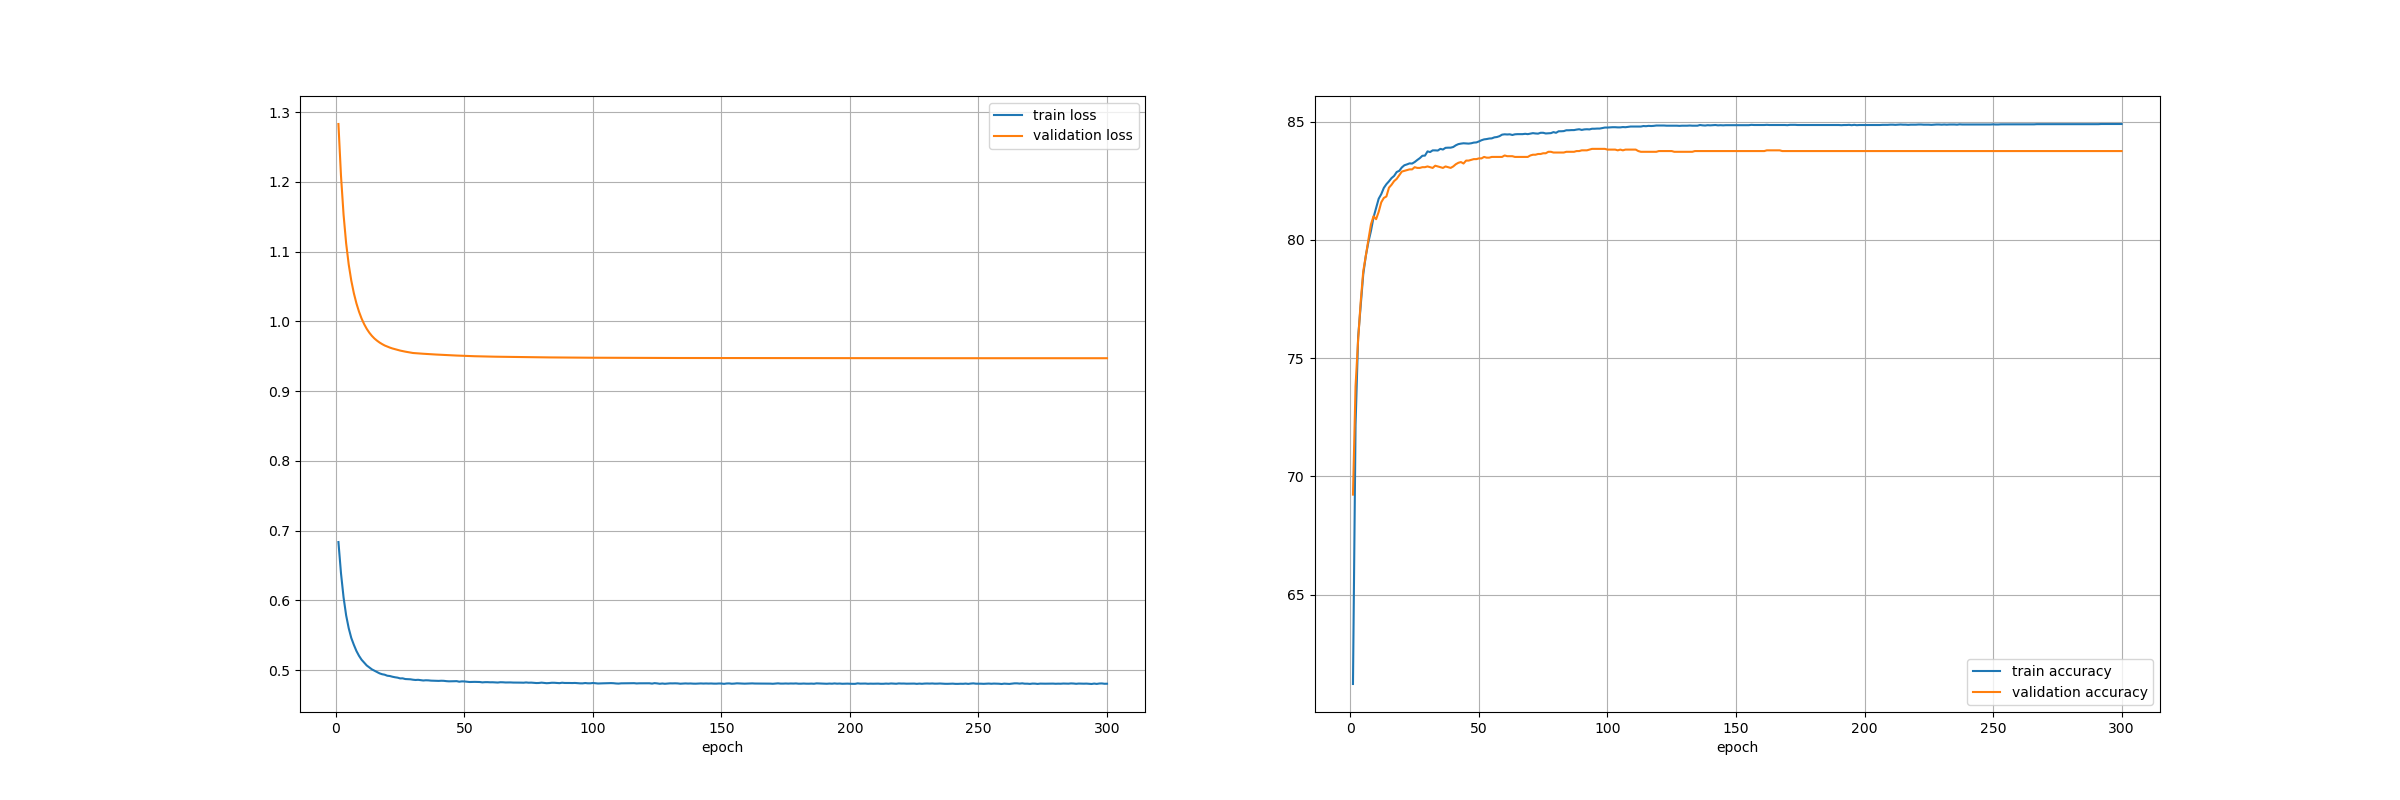 1.3
1.2
1.1
1.0
0.9
0.8
0.7
0.6
0.5
0 50 100 150 200 250 300
epoch
train loss
validation loss
85
80
75
70
65
0 50 100 150 200 250 300
epoch
train accuracy
validation accuracy